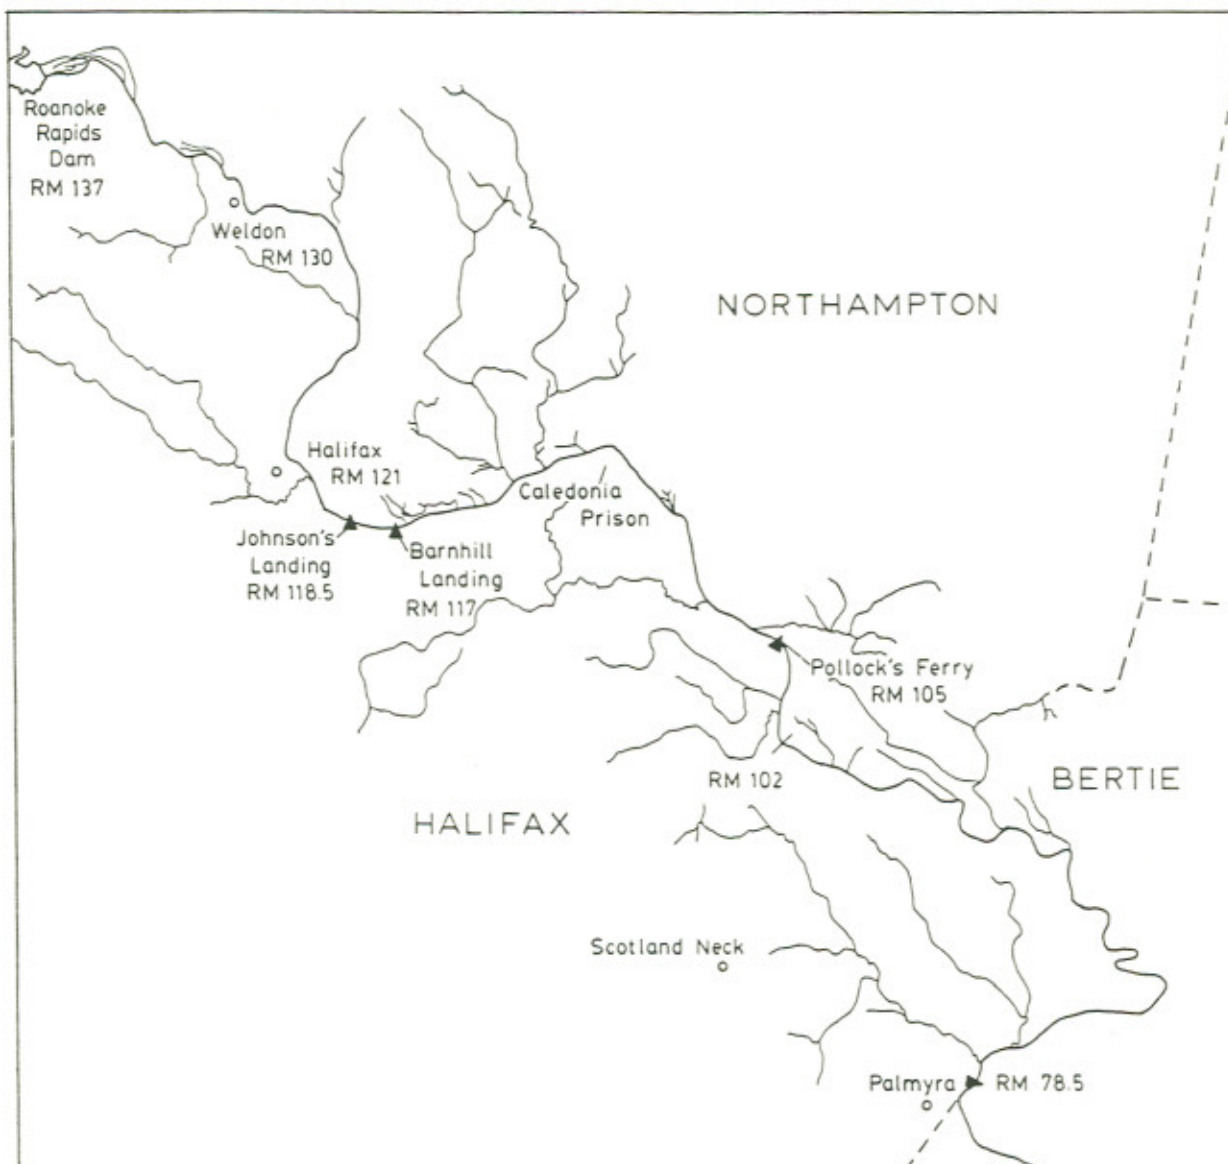 Roanoke
Rapids
Dam
RM 137
Weldon
RM 130
NORTHAMPTON
Halifax
RM 121
Caledonia
Prison
Johnson's
Landing
RM 118.5
Barnhill
Landing
RM 117
Pollock's Ferry
RM 105
RM 102
BERTIE
HALIFAX
Scotland Neck
Palmyra
RM 78.5